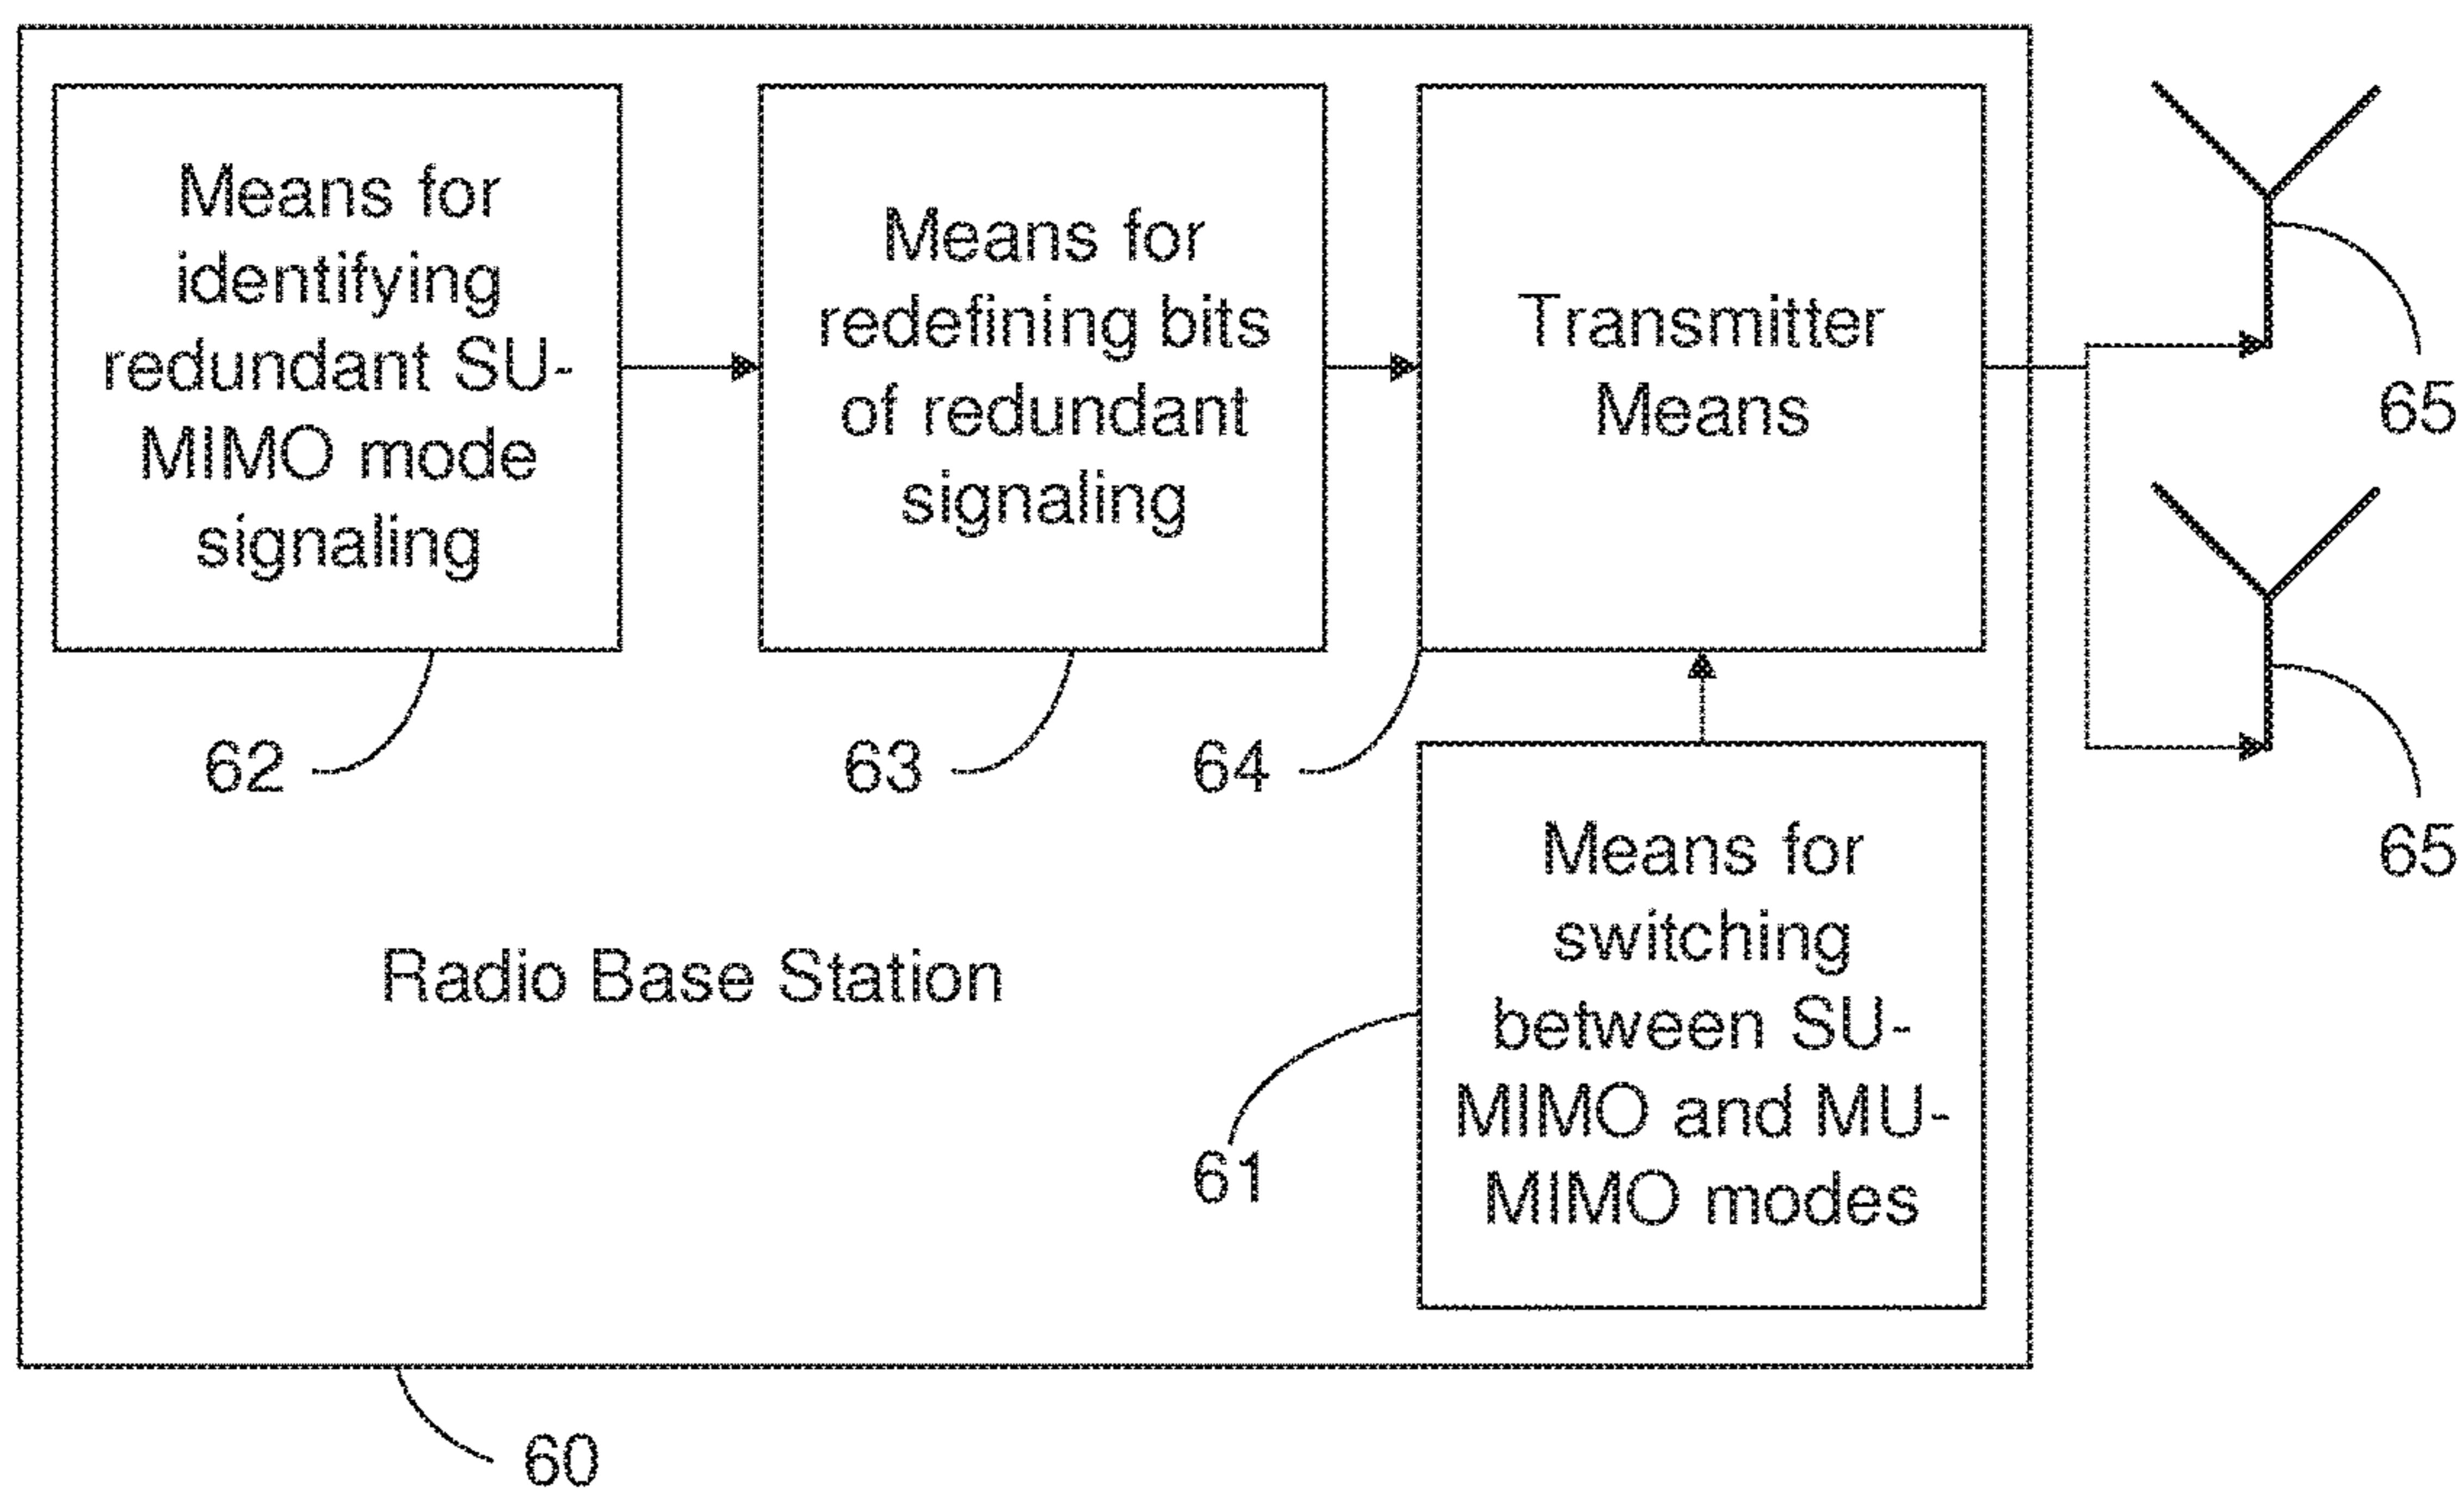 Means for
identifying
redundant SU-
MIMO mode
signaling
Means for
redefining bits
of redundant
signaling
Transmitter
Means
65
65
62
63
64
Means for
switching
between SU-
MIMO and MU-
MIMO modes
Radio Base Station
61
60